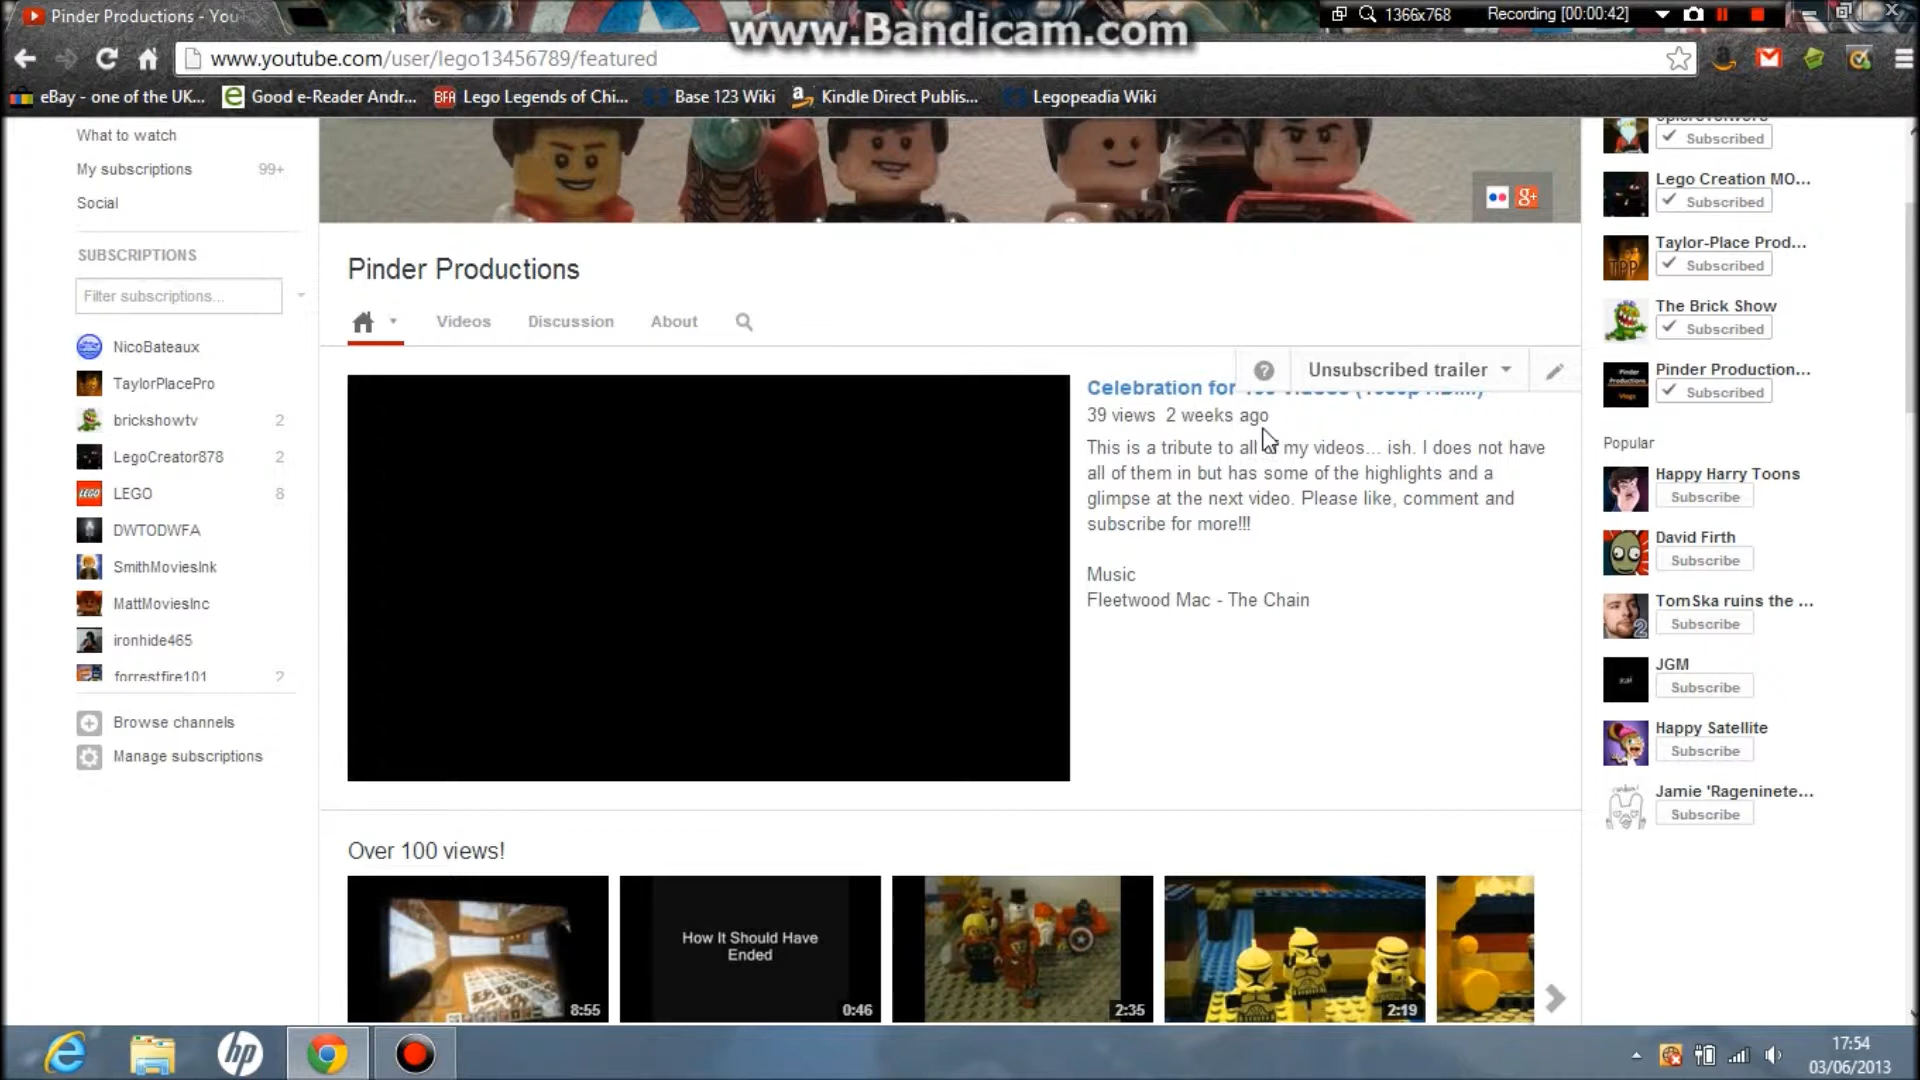 Pinder Productions - You
www.Bandicam.com
1366x768
Recording [00:00:42]
www.youtube.com/user/lego13456789/featured
eBay - one of the UK...
Good e-Reader Andr...
BFA
Lego Legends of Chi...
Base 123 Wiki
Kindle Direct Publis...
Legopeadia Wiki
What to watch
My subscriptions 99+
Social
SUBSCRIPTIONS
Filter subscriptions...
NicoBateaux
TaylorPlacePro
brickshowtv 2
LegoCreator878 2
LEGO 8
DWTODWFA
SmithMoviesInk
MattMoviesInc
ironhide465
forrestfire101 2
Browse channels
Manage subscriptions
g+
Pinder Productions
Videos
Discussion
About
?
Unsubscribed trailer
Celebration for
39 views 2 weeks ago
This is a tribute to all of my videos... ish. I does not have
all of them in but has some of the highlights and a
glimpse at the next video. Please like, comment and
subscribe for more!!!
Music
Fleetwood Mac - The Chain
Over 100 views!
8:55
How It Should Have
Ended
0:46
2:35
2:19
Subscribed
Lego Creation MO...
Subscribed
Taylor-Place Prod...
TPP
Subscribed
The Brick Show
Subscribed
Pinder Production...
Pinder
Productions
Vlogs
Subscribed
Popular
Happy Harry Toons
Subscribe
David Firth
Subscribe
TomSka ruins the ...
2
Subscribe
JGM
Subscribe
Happy Satellite
Subscribe
Jamie 'Rageninete...
Subscribe
hp
17:54
03/06/2013